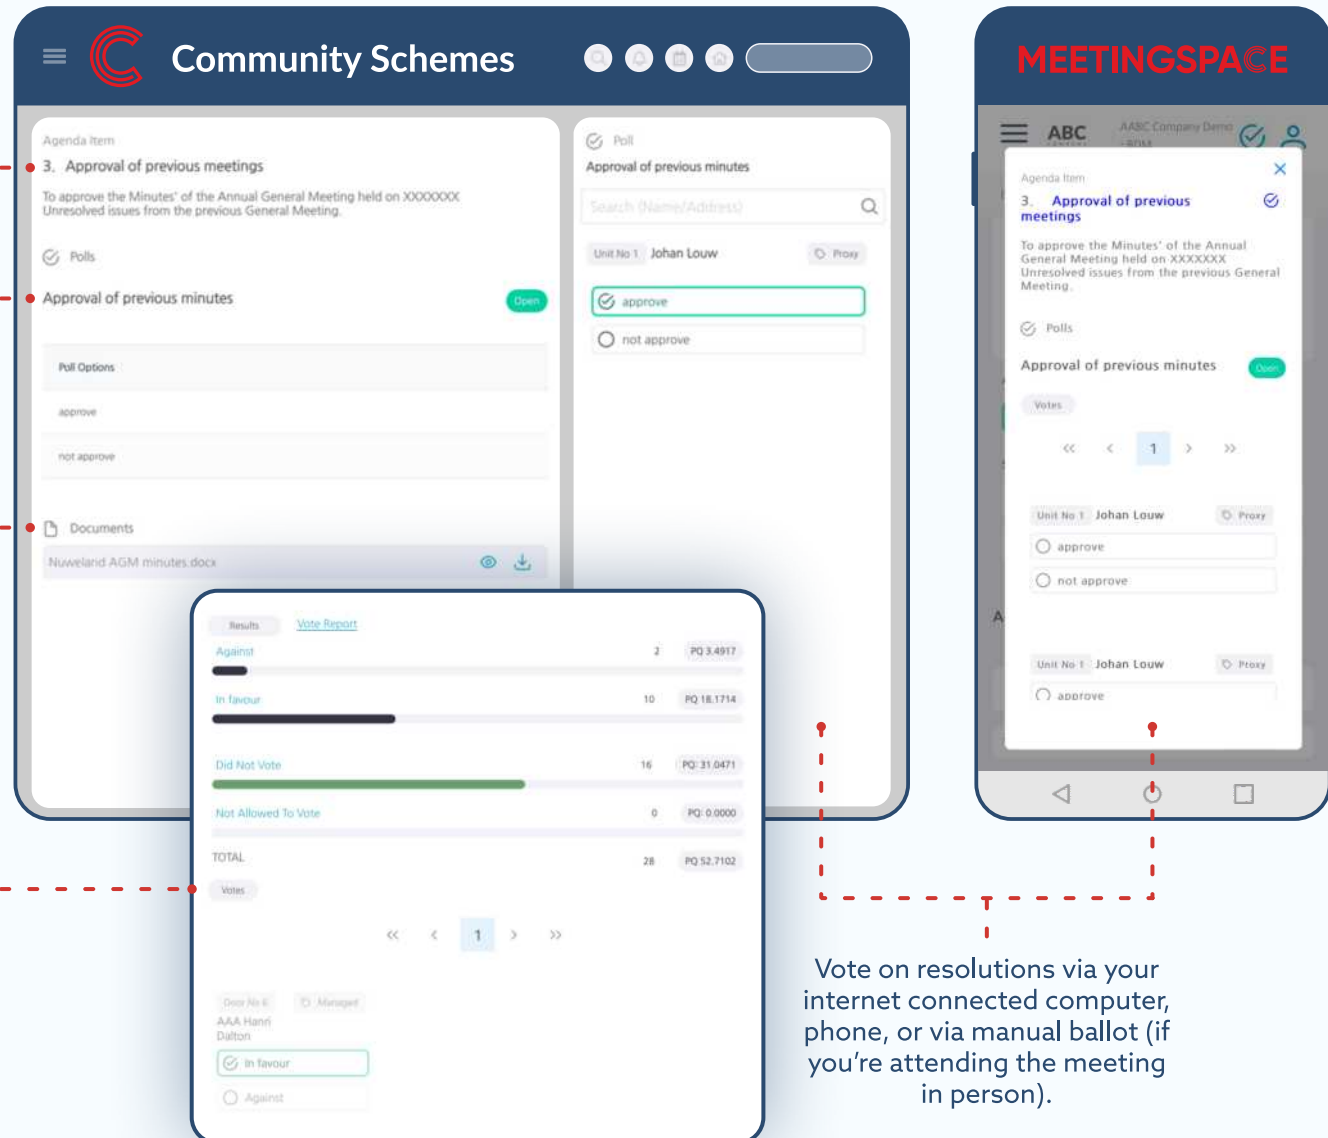 Community Schemes
Agenda Item
3. Approval of previous meetings
To approve the Minutes' of the Annual General Meeting held on XXXXXXX
Unresolved issues from the previous General Meeting.
Polls
Approval of previous minutes
Open
Poll Options
approve
not approve
Documents
Nuweland AGM minutes.docx
Poll
Approval of previous minutes
Search (Name/Address)
Unit No 1 Johan Louw Proxy
approve
not approve
Results Vote Report
Against 2 PQ 3.4917
In favour 10 PQ 18.1714
Did Not Vote 16 PQ: 31.0471
Not Allowed To Vote 0 PQ: 0.0000
TOTAL 28 PQ 52.7102
Votes
<< < 1 > >>
Door No 6 Managed
AAA Hanri
Dalton
In favour
Against
MEETINGSPACE
ABC
AABC Company Demo
Agenda Item
3. Approval of previous
meetings
To approve the Minutes' of the Annual
General Meeting held on XXXXXXX
Unresolved issues from the previous General
Meeting.
Polls
Approval of previous minutes
Open
Votes
<< < 1 > >>
Unit No 1 Johan Louw Proxy
approve
not approve
Unit No 1 Johan Louw Proxy
approve
Vote on resolutions via your
internet connected computer,
phone, or via manual ballot (if
you're attending the meeting
in person).